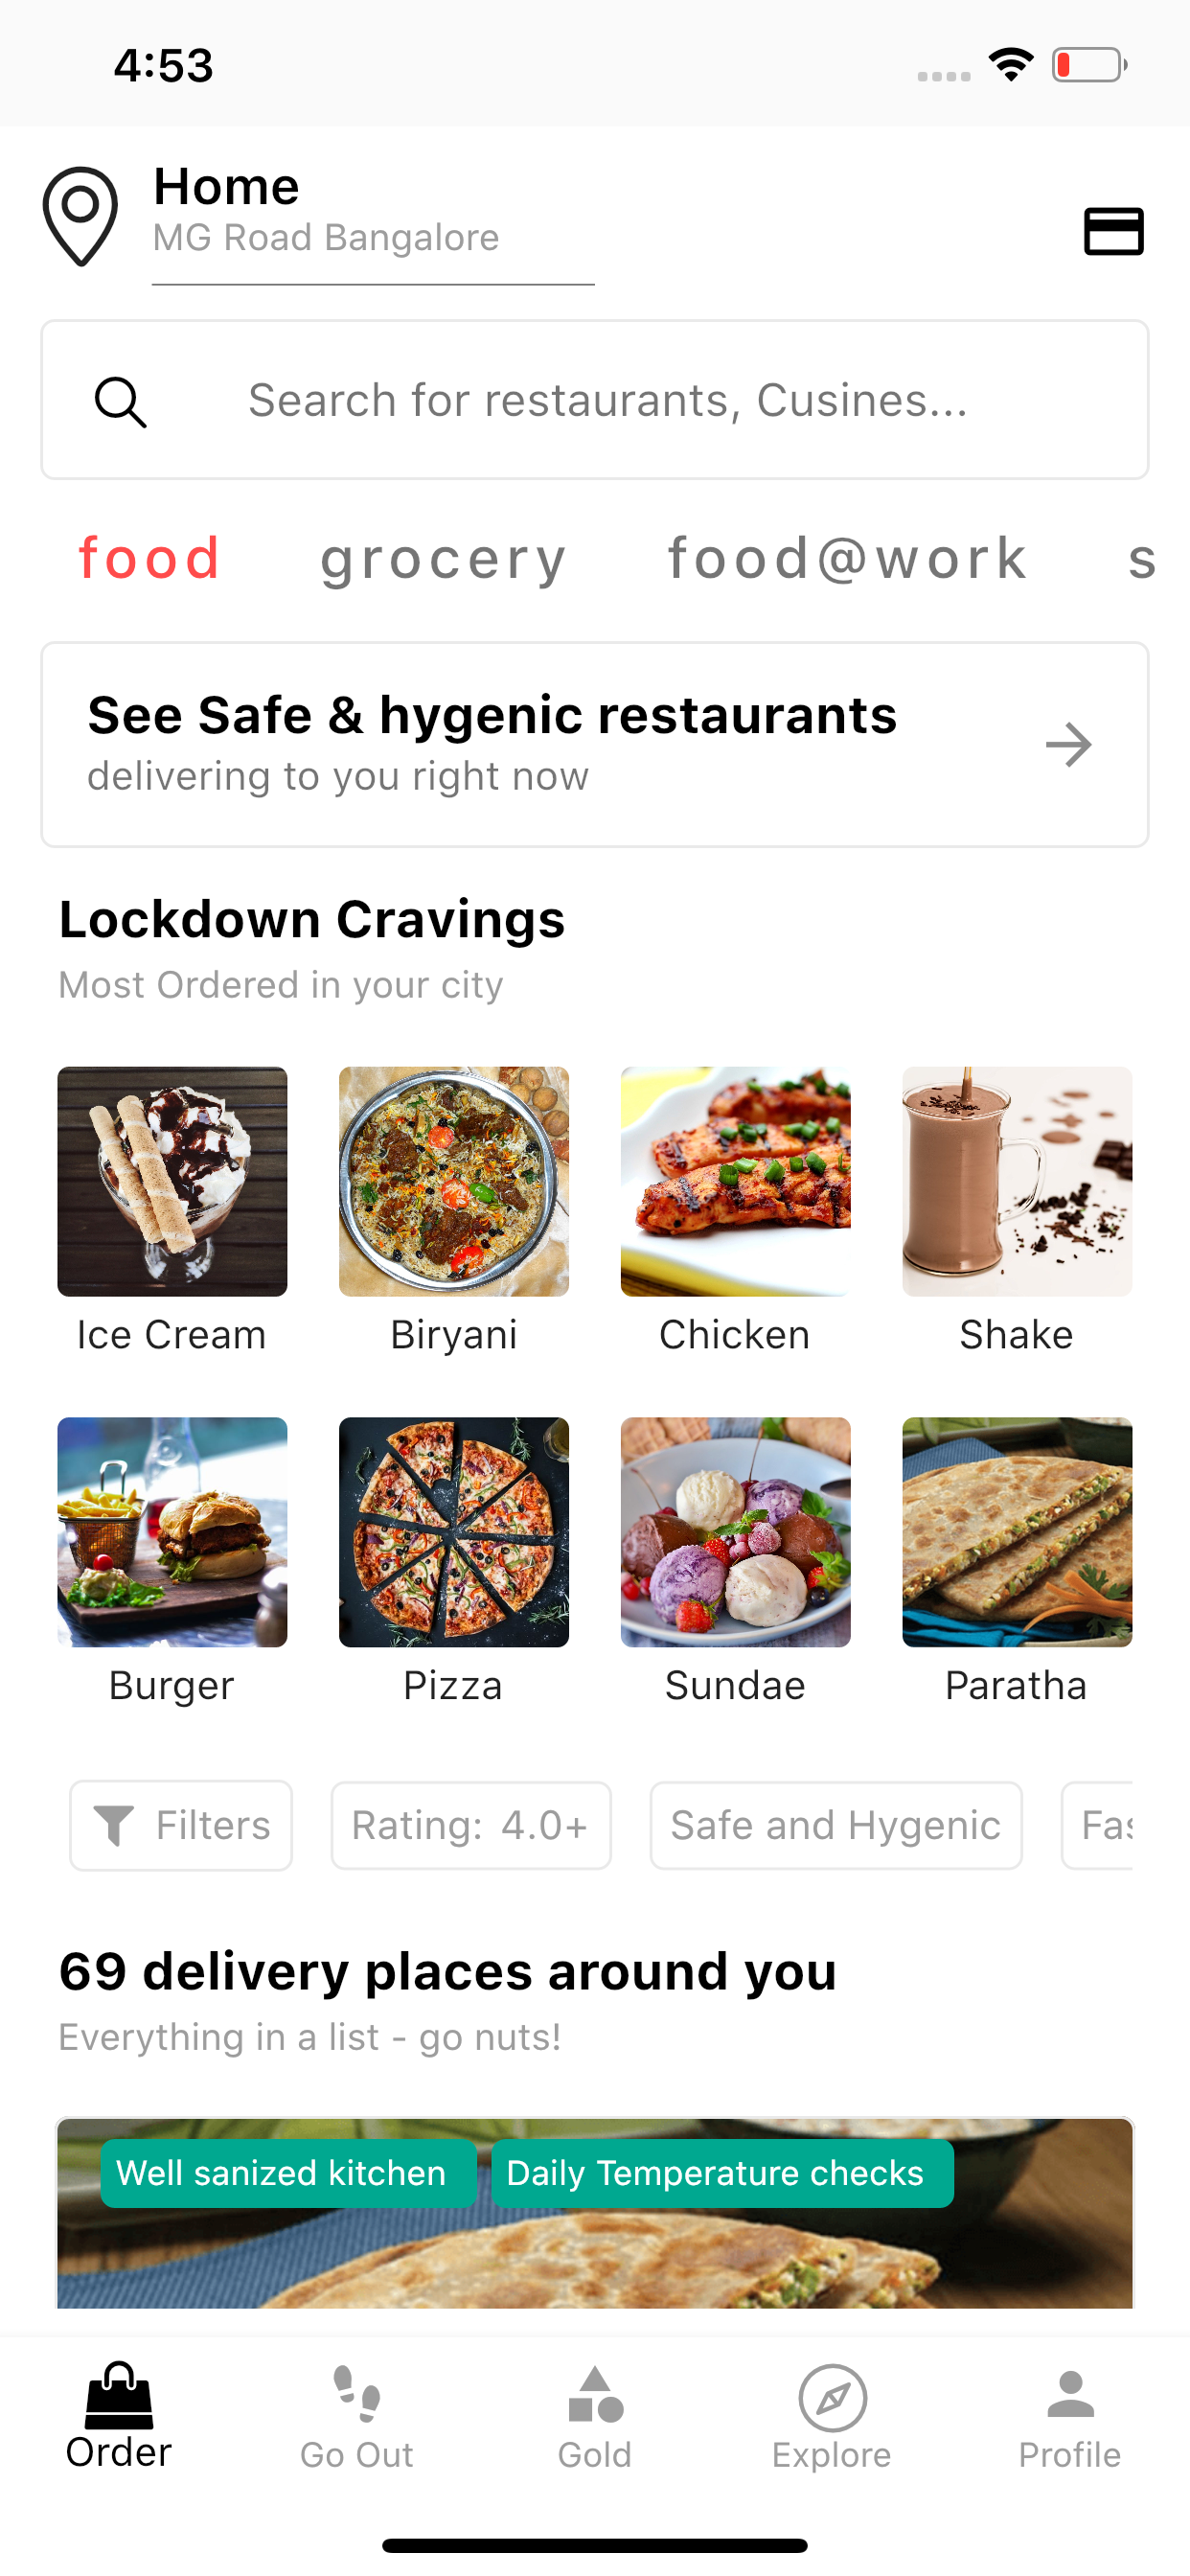 4:53
Home
MG Road Bangalore
Search for restaurants, Cusines...
food grocery food@work s
See Safe & hygenic restaurants
delivering to you right now
Lockdown Cravings
Most Ordered in your city
Ice Cream Biryani Chicken Shake
Burger Pizza Sundae Paratha
Filters Rating: 4.0+ Safe and Hygenic Fas
69 delivery places around you
Everything in a list - go nuts!
Well sanized kitchen Daily Temperature checks
Order Go Out Gold Explore Profile